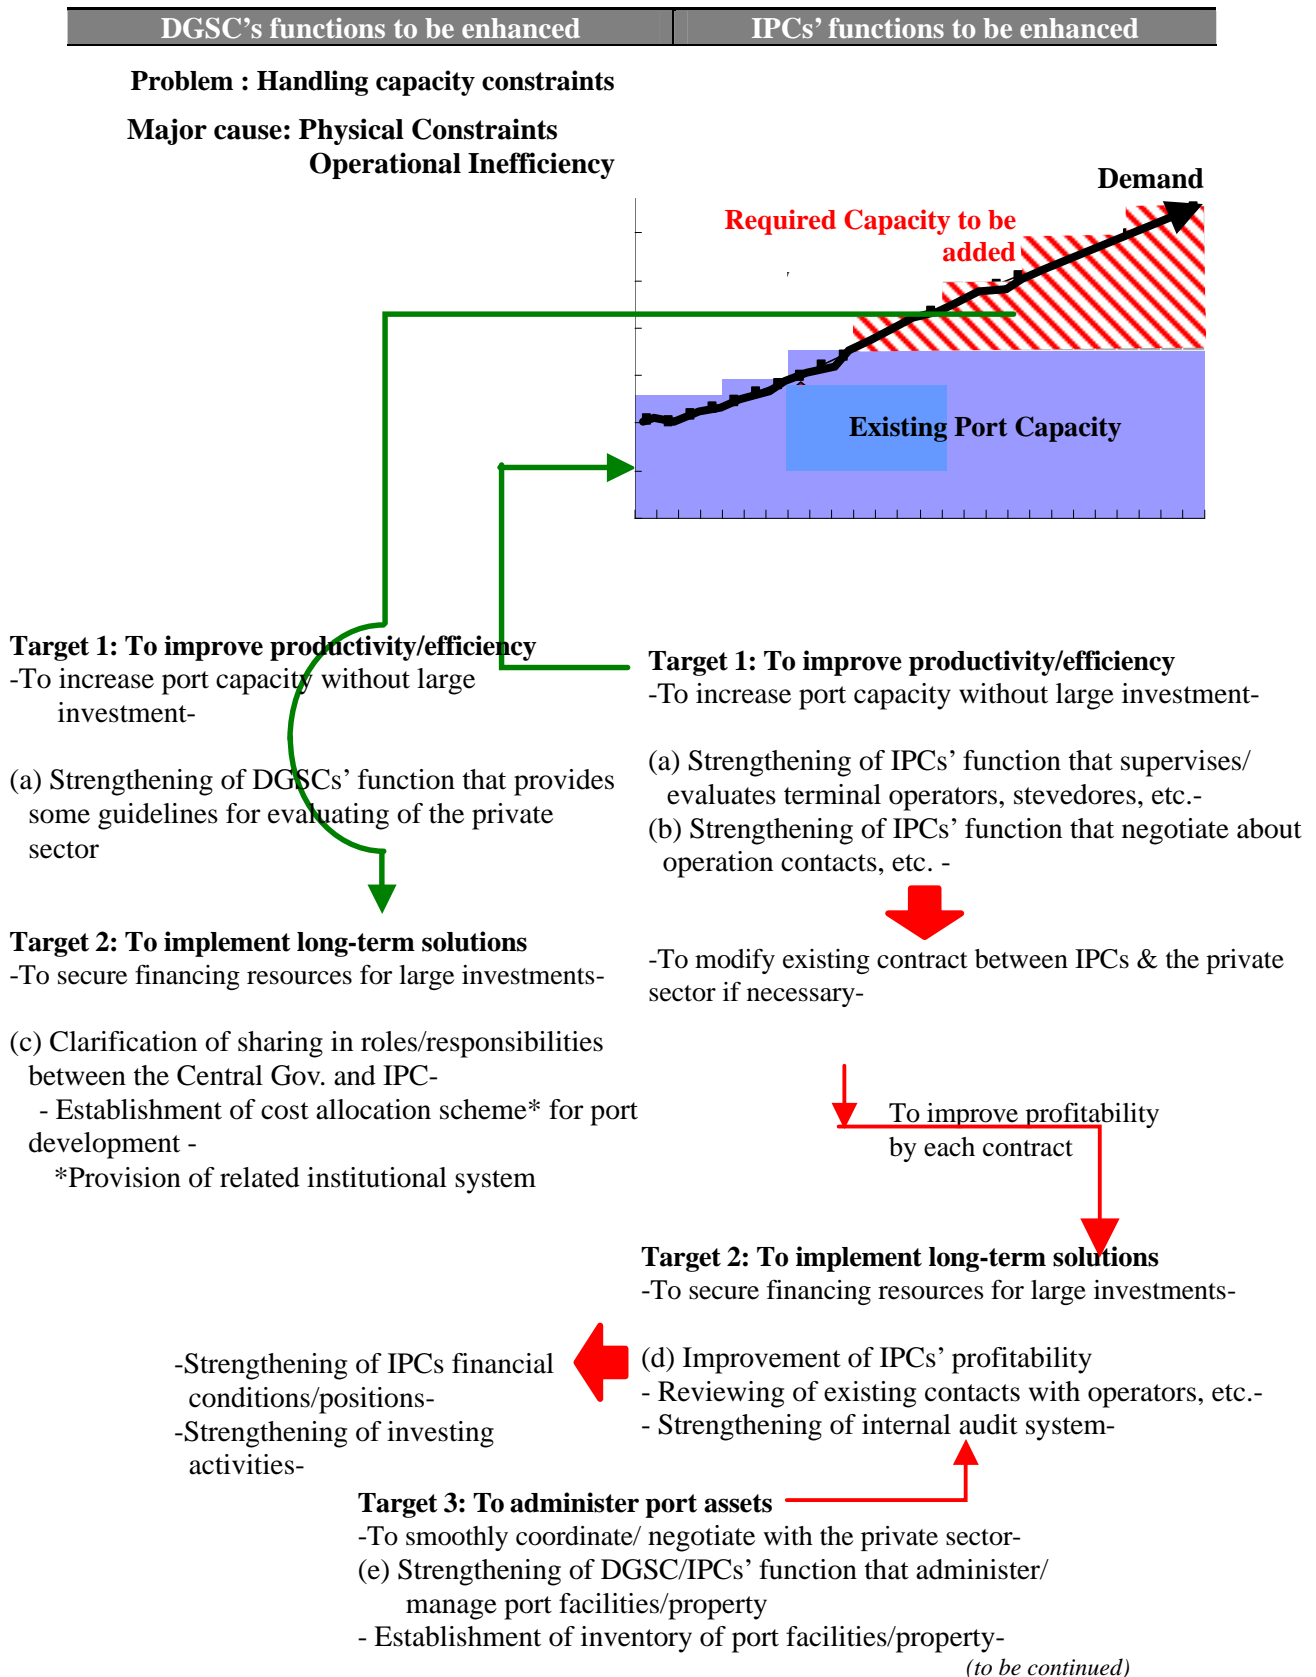 DGSC's functions to be enhanced
IPCs' functions to be enhanced
Problem : Handling capacity constraints
Major cause: Physical Constraints
Operational Inefficiency
Demand
Required Capacity to be
added
Existing Port Capacity
Target 1: To improve productivity/efficiency
-To increase port capacity without large
investment-
(a) Strengthening of DGSCs' function that provides
some guidelines for evaluating of the private
sector
Target 2: To implement long-term solutions
-To secure financing resources for large investments-
(c) Clarification of sharing in roles/responsibilities
between the Central Gov. and IPC-
- Establishment of cost allocation scheme* for port
development -
*Provision of related institutional system
Target 1: To improve productivity/efficiency
-To increase port capacity without large investment-
(a) Strengthening of IPCs' function that supervises/
evaluates terminal operators, stevedores, etc.-
(b) Strengthening of IPCs' function that negotiate about
operation contacts, etc. -
-To modify existing contract between IPCs & the private
sector if necessary-
To improve profitability
by each contract
Target 2: To implement long-term solutions
-To secure financing resources for large investments-
(d) Improvement of IPCs' profitability
- Reviewing of existing contacts with operators, etc.-
- Strengthening of internal audit system-
-Strengthening of IPCs financial
conditions/positions-
-Strengthening of investing
activities-
Target 3: To administer port assets
-To smoothly coordinate/ negotiate with the private sector-
(e) Strengthening of DGSC/IPCs' function that administer/
manage port facilities/property
- Establishment of inventory of port facilities/property-
(to be continued)